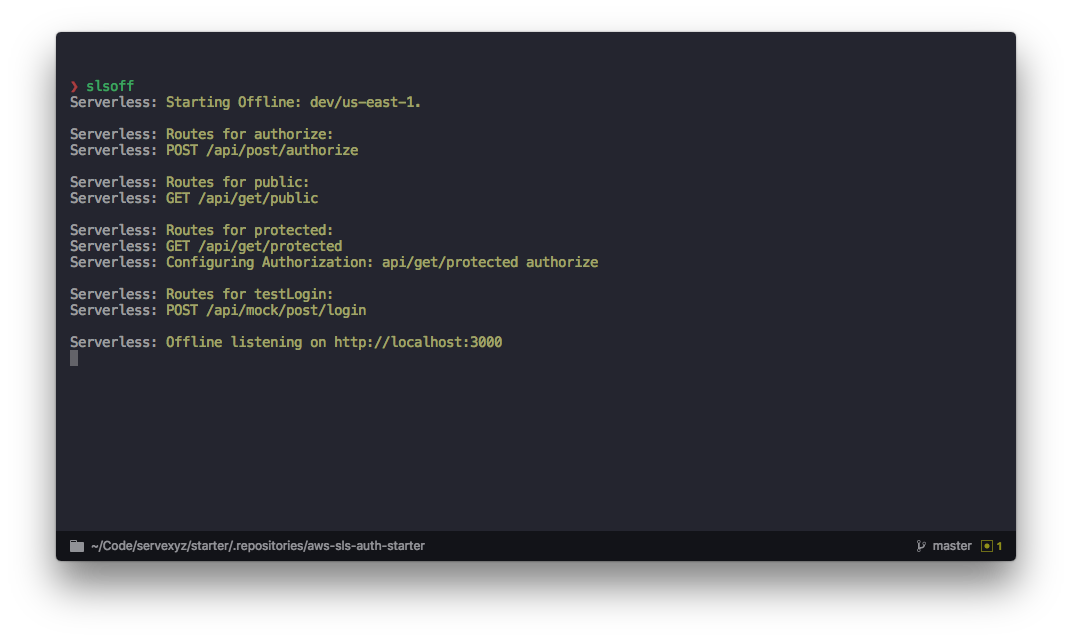 ❯ slsoff
Serverless: Starting Offline: dev/us-east-1.
Serverless: Routes for authorize:
Serverless: POST /api/post/authorize
Serverless: Routes for public:
Serverless: GET /api/get/public
Serverless: Routes for protected:
Serverless: GET /api/get/protected
Serverless: Configuring Authorization: api/get/protected authorize
Serverless: Routes for testLogin:
Serverless: POST /api/mock/post/login
Serverless: Offline listening on http://localhost:3000
~/Code/servexyz/starter/.repositories/aws-sls-auth-starter
master 1